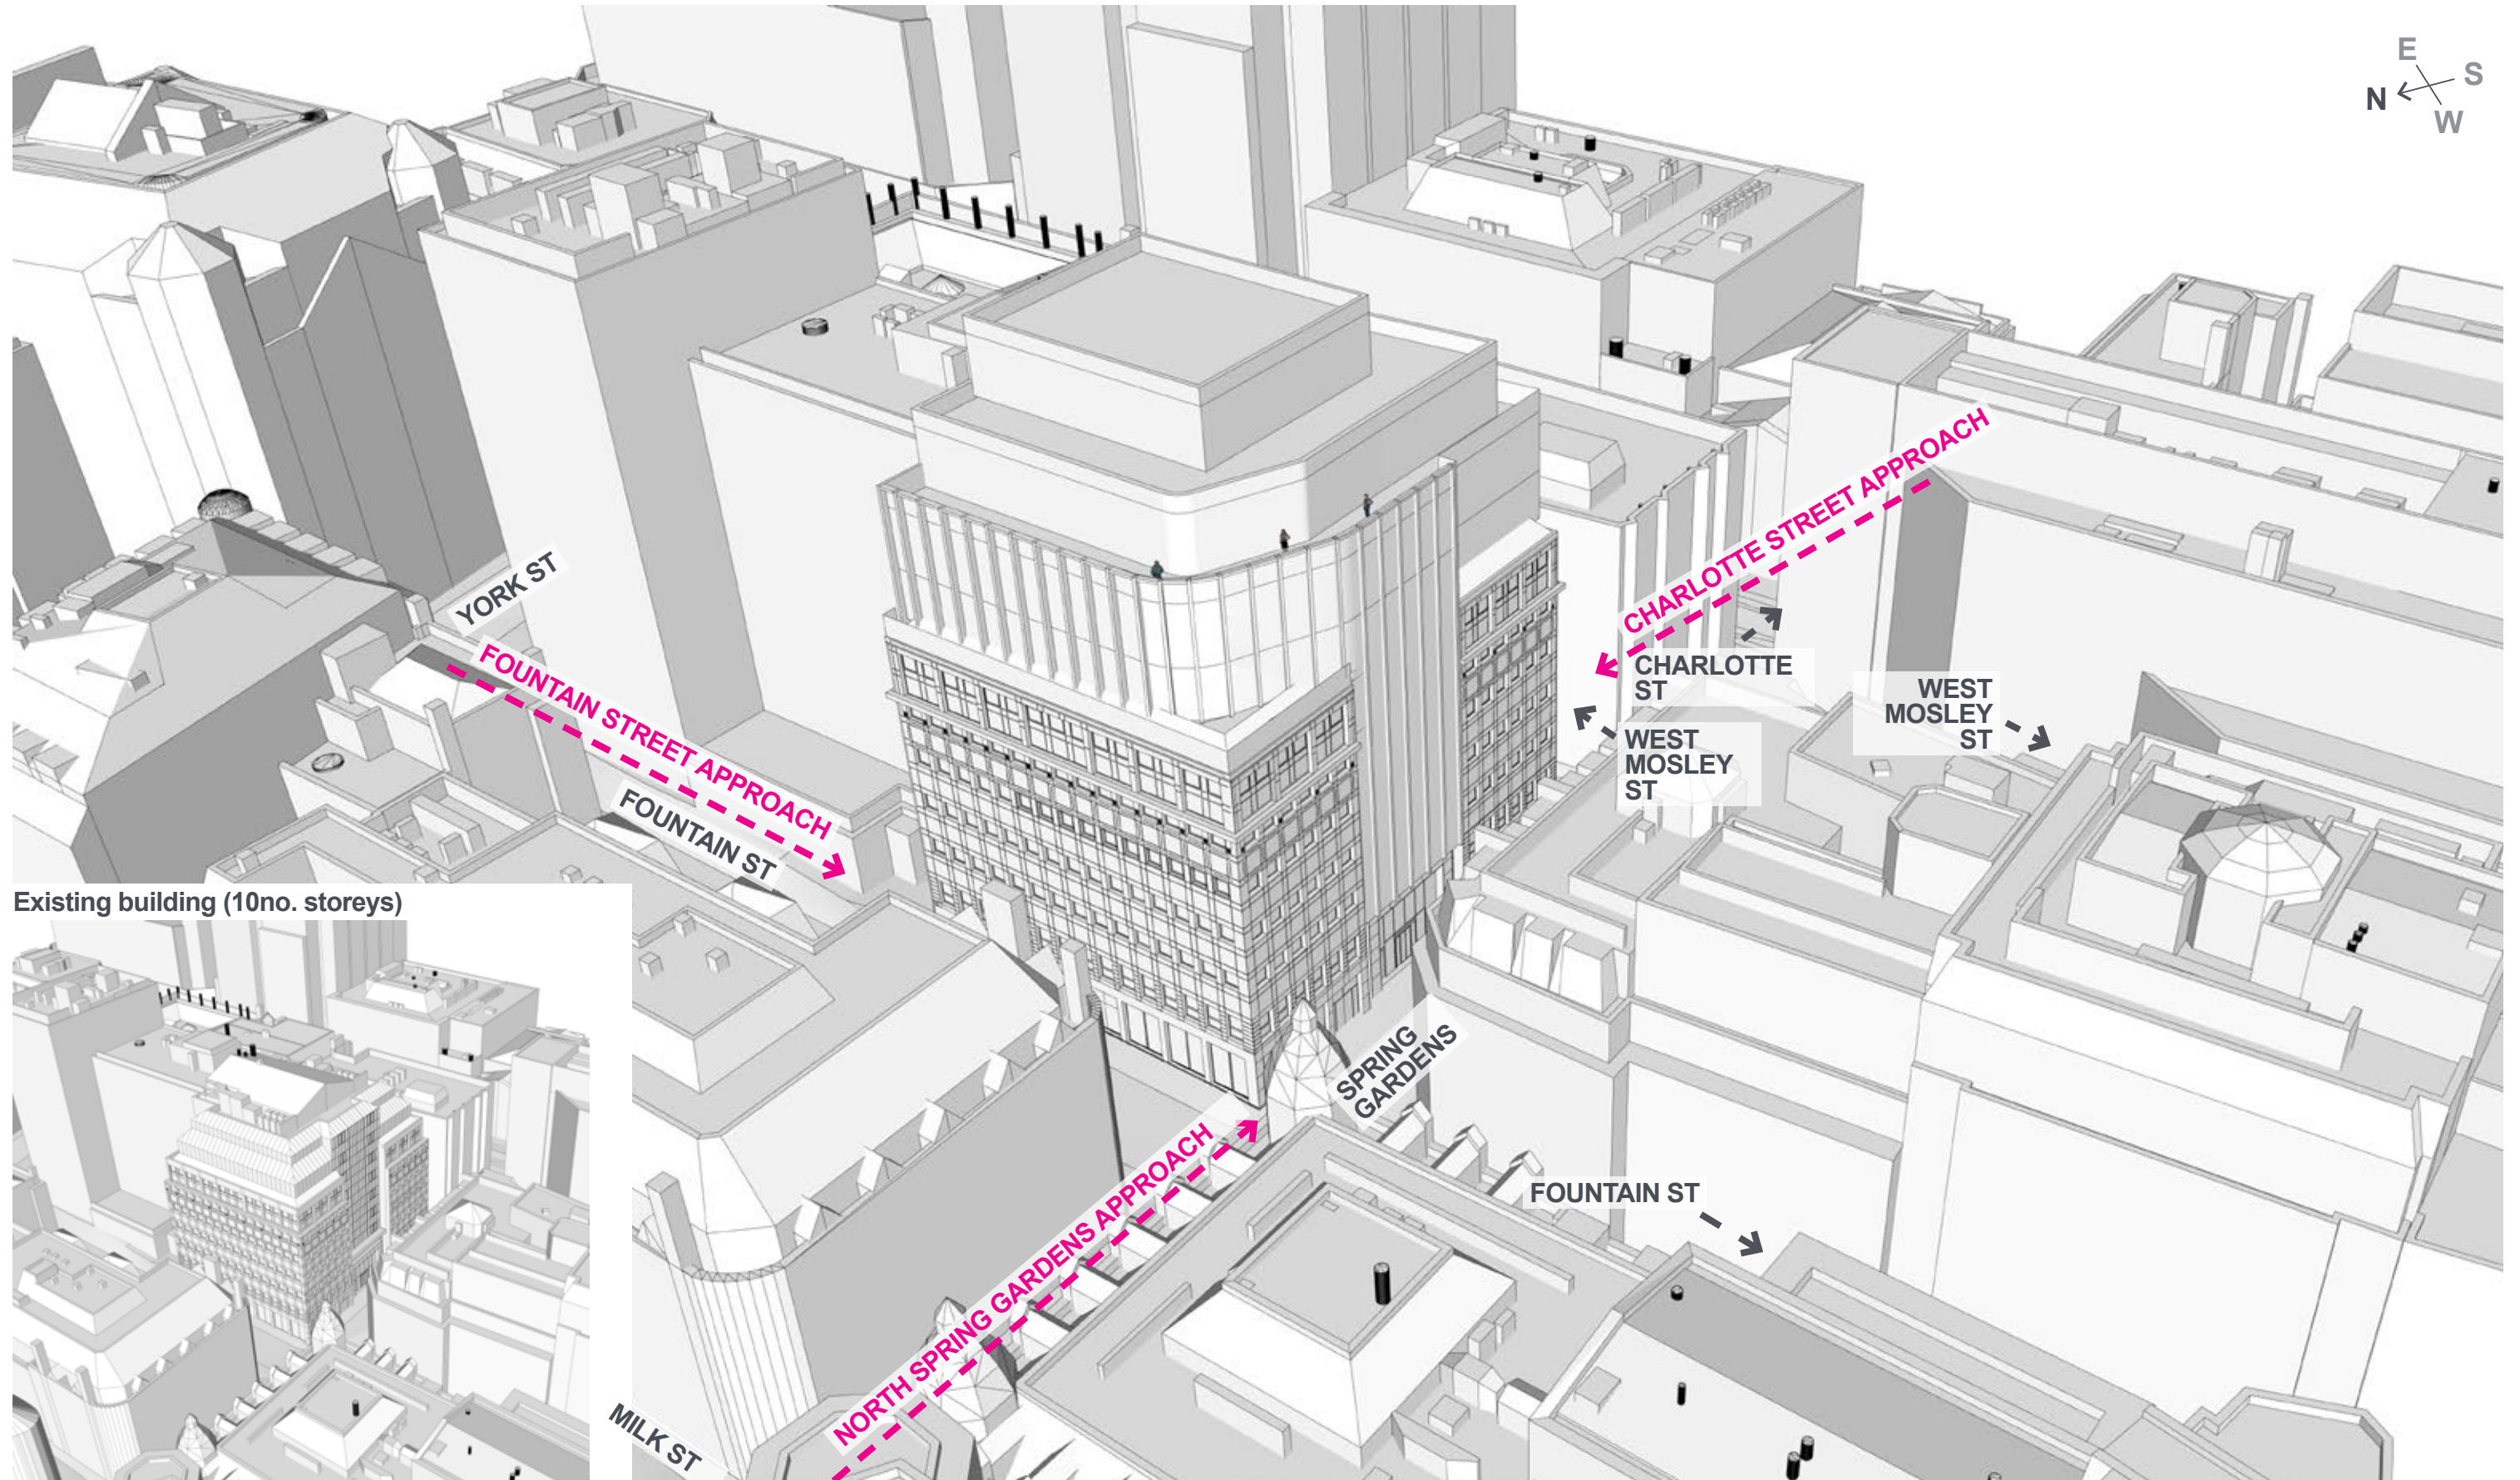 E
N
S
W
CHARLOTTE STREET APPROACH
YORK ST
FOUNTAIN STREET APPROACH
FOUNTAIN ST
CHARLOTTE
ST
WEST
MOSLEY
ST
WEST
MOSLEY
ST
Existing building (10no. storeys)
SPRING
GARDENS
NORTH SPRING GARDENS APPROACH
FOUNTAIN ST
MILK ST